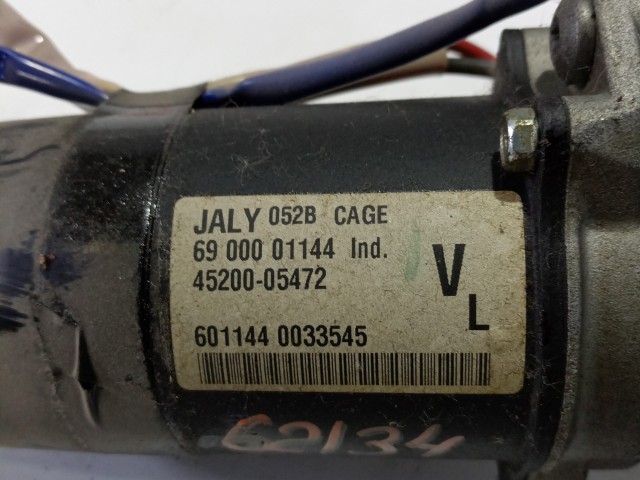 JALY 052B CAGE
69 000 01144 Ind.
45200-05472
V
L
601144 0033545
62134